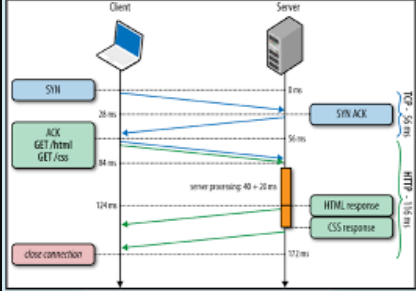 Client
Server
SYN
0 ms
28 ms
SYN ACK
TCP - 56 ms
ACK
GET /html
GET /css
56 ms
84 ms
server processing: 40 + 20 ms
124 ms
HTML response
HTTP - 116 ms
CSS response
close connection
172 ms